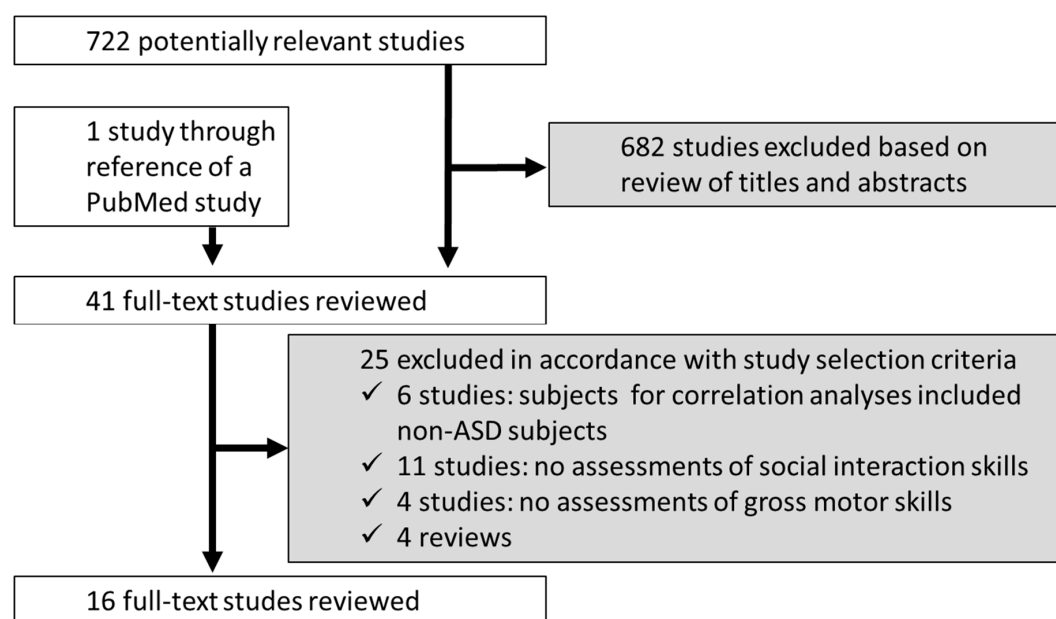 722 potentially relevant studies
1 study through
reference of a
PubMed study
682 studies excluded based on
review of titles and abstracts
41 full-text studies reviewed
25 excluded in accordance with study selection criteria
✓ 6 studies: subjects for correlation analyses included
non-ASD subjects
✓ 11 studies: no assessments of social interaction skills
✓ 4 studies: no assessments of gross motor skills
✓ 4 reviews
16 full-text studes reviewed